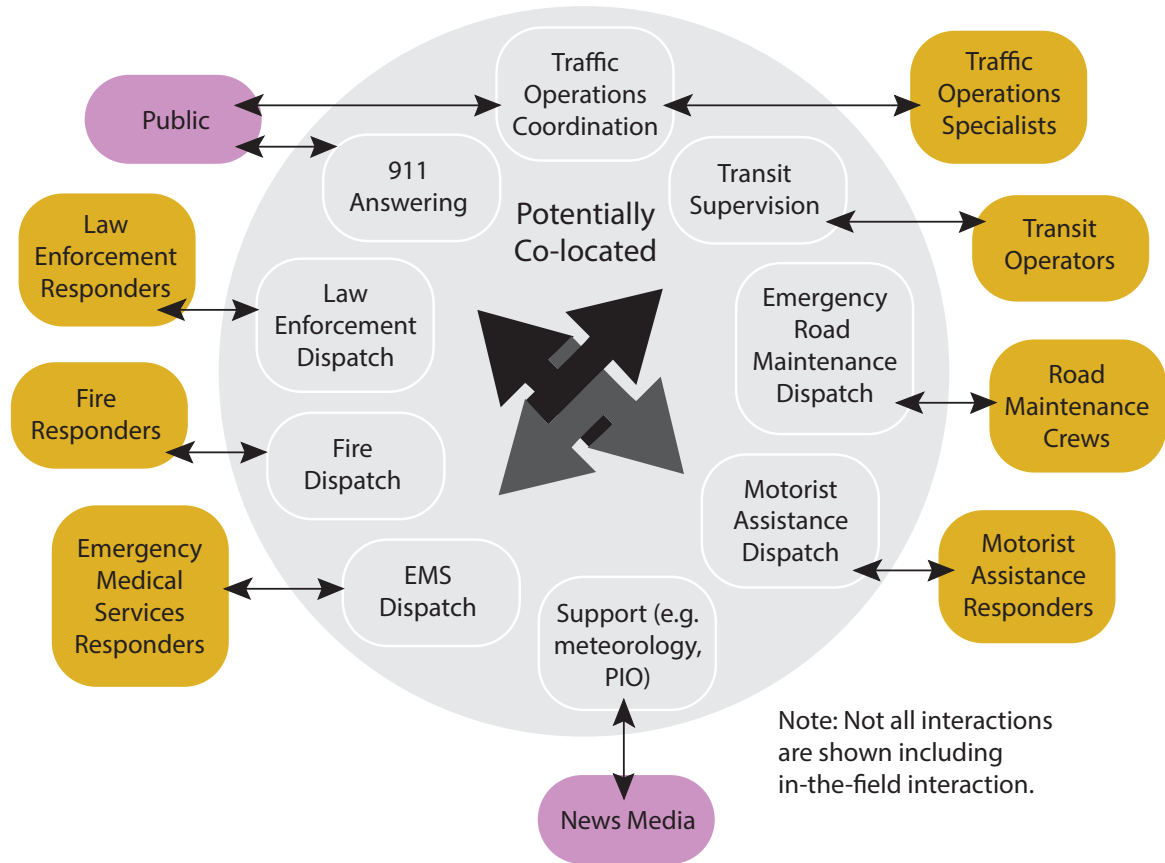 Traffic
Operations
Coordination
Traffic
Operations
Specialists
Public
911
Answering
Transit
Supervision
Potentially
Co-located
Law
Enforcement
Responders
Transit
Operators
Law
Enforcement
Dispatch
Emergency
Road
Maintenance
Dispatch
Fire
Responders
Road
Maintenance
Crews
Fire
Dispatch
Motorist
Assistance
Dispatch
Emergency
Medical
Services
Responders
EMS
Dispatch
Motorist
Assistance
Responders
Support (e.g.
meteorology,
PIO)
Note: Not all interactions
are shown including
in-the-field interaction.
News Media